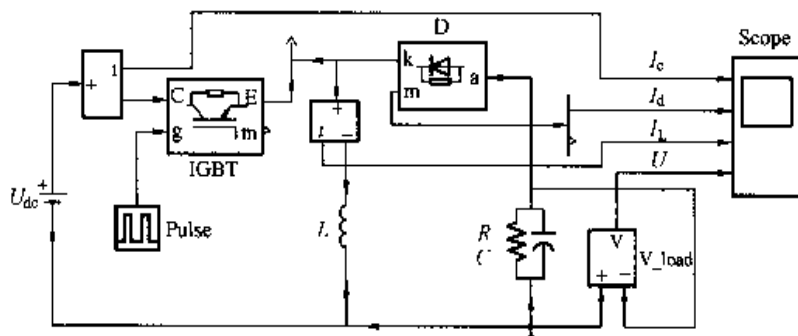 D
Scope
+
1
C
E
g
m
IGBT
k
m
a
I_c
I_d
I_L
U
+
−
U_dc
+
Pulse
L
R
C
V
+
−
V_load